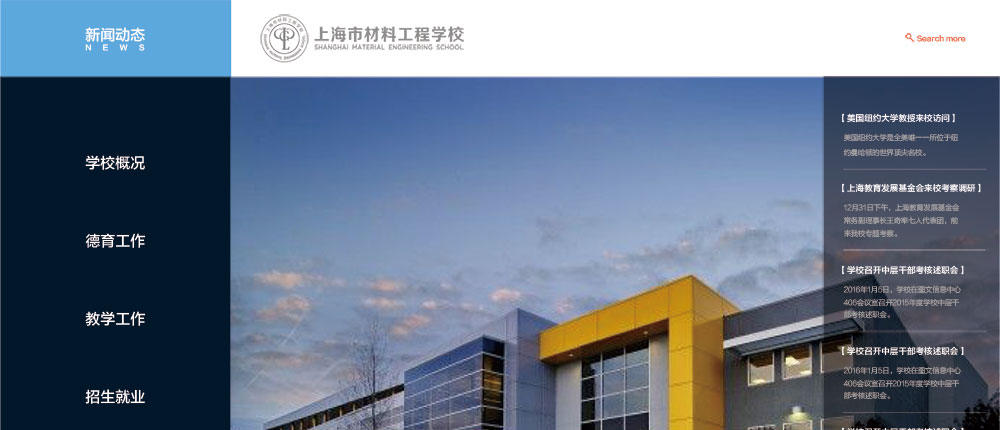 新闻动态
NEWS
上海市材料工程学校
SHANGHAI MATERIAL ENGINEERING SCHOOL
Search more
学校概况
德育工作
教学工作
招生就业
【 美国纽约大学教授来校访问 】
美国纽约大学是全美唯一一所位于纽
约曼哈顿的世界顶尖名校。
【 上海教育发展基金会来校考察调研 】
12月31日下午，上海教育发展基金会
常务副理事长王奇率七人代表团，前
来我校专题考察。
【 学校召开中层干部考核述职会 】
2016年1月5日，学校在图文信息中心
406会议室召开2015年度学校中层干
部考核述职会。
【 学校召开中层干部考核述职会 】
2016年1月5日，学校在图文信息中心
406会议室召开2015年度学校中层干
部考核述职会。